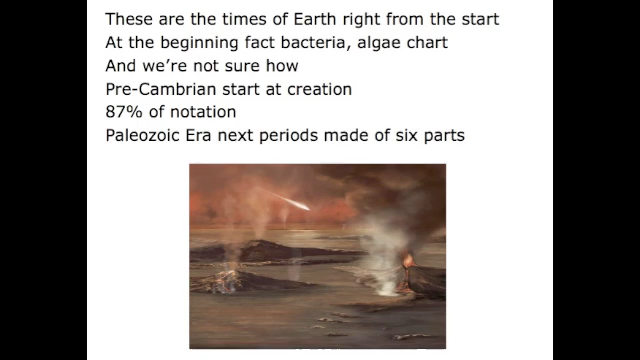 These are the times of Earth right from the start
At the beginning fact bacteria, algae chart
And we're not sure how
Pre-Cambrian start at creation
87% of notation
Paleozoic Era next periods made of six parts